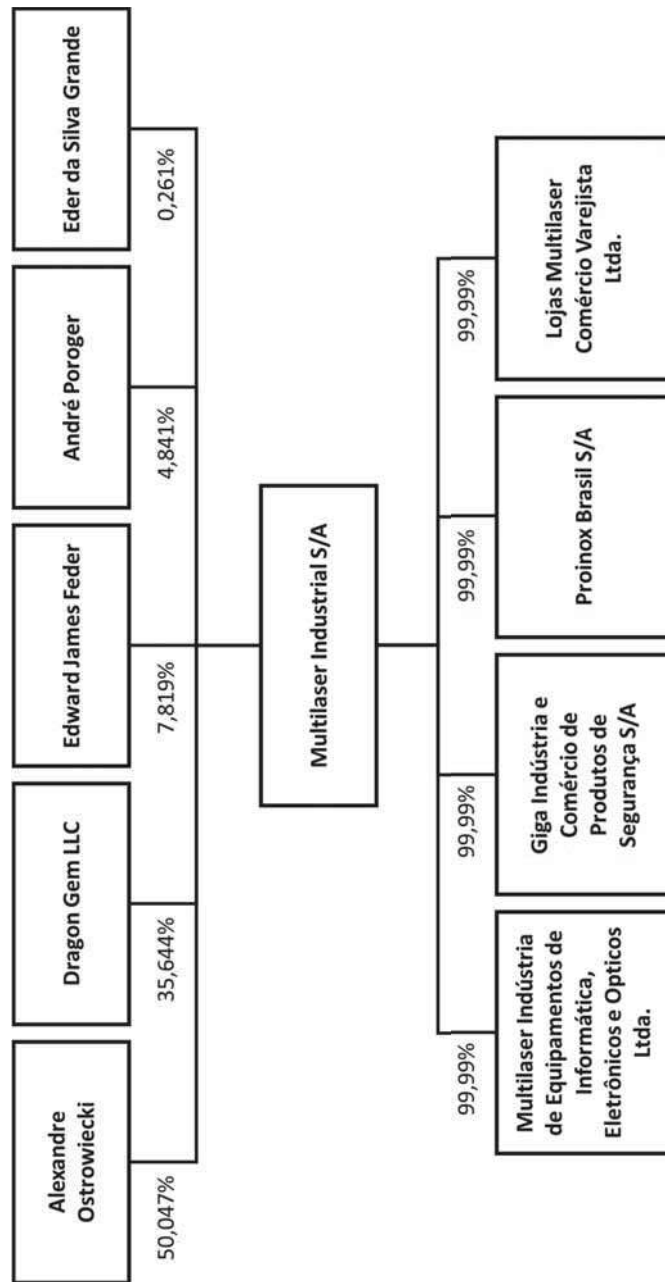 Alexandre
Ostrowiecki
Dragon Gem LLC
Edward James Feder
André Poroger
Eder da Silva Grande
50,047%
35,644%
7,819%
4,841%
0,261%
Multilaser Industrial S/A
99,99%
99,99%
99,99%
99,99%
Multilaser Indústria
de Equipamentos de
Informática,
Eletrônicos e Opticos
Ltda.
Giga Indústria e
Comércio de
Produtos de
Segurança S/A
Proinox Brasil S/A
Lojas Multilaser
Comércio Varejista
Ltda.